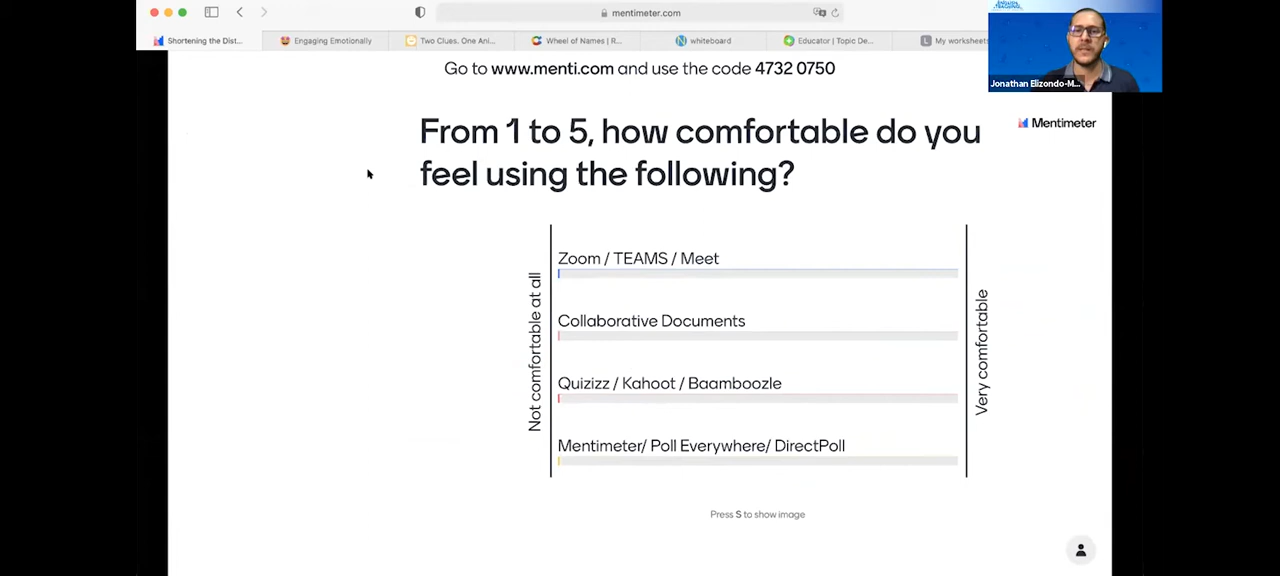 mentimeter.com
Shortening the Dist...
Engaging Emotionally
Two Clues. One Ani...
Wheel of Names | R...
whiteboard
Educator | Topic De...
My worksheets
Jonathan Elizondo-M...
Go to www.menti.com and use the code 4732 0750
Mentimeter
From 1 to 5, how comfortable do you
feel using the following?
Not comfortable at all
Zoom / TEAMS / Meet
Collaborative Documents
Quizizz / Kahoot / Baamboozle
Mentimeter/ Poll Everywhere/ DirectPoll
Very comfortable
Press S to show image